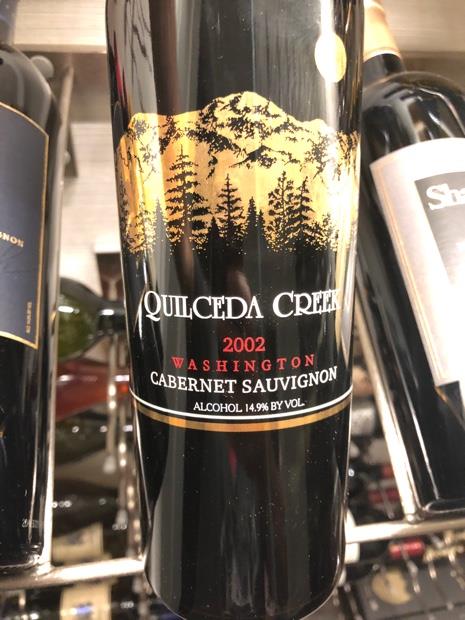 QUILCEDA CREEK
2002
WASHINGTON
CABERNET SAUVIGNON
ALCOHOL 14.9% BY VOL.